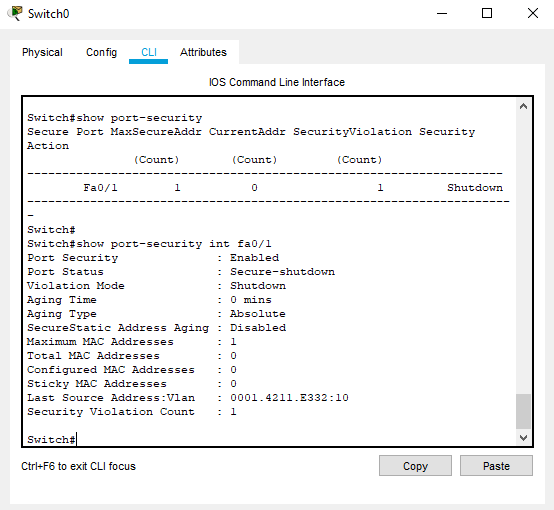 Switch0
Physical Config CLI Attributes
IOS Command Line Interface
Switch#show port-security
Secure Port MaxSecureAddr CurrentAddr SecurityViolation Security
Action
(Count) (Count) (Count)
--------------------------------------------------------------------
Fa0/1 1 0 1 Shutdown
---------------------------------------------------------------------
-
Switch#
Switch#show port-security int fa0/1
Port Security : Enabled
Port Status : Secure-shutdown
Violation Mode : Shutdown
Aging Time : 0 mins
Aging Type : Absolute
SecureStatic Address Aging : Disabled
Maximum MAC Addresses : 1
Total MAC Addresses : 0
Configured MAC Addresses : 0
Sticky MAC Addresses : 0
Last Source Address:Vlan : 0001.4211.E332:10
Security Violation Count : 1
Switch#
Ctrl+F6 to exit CLI focus
Copy Paste